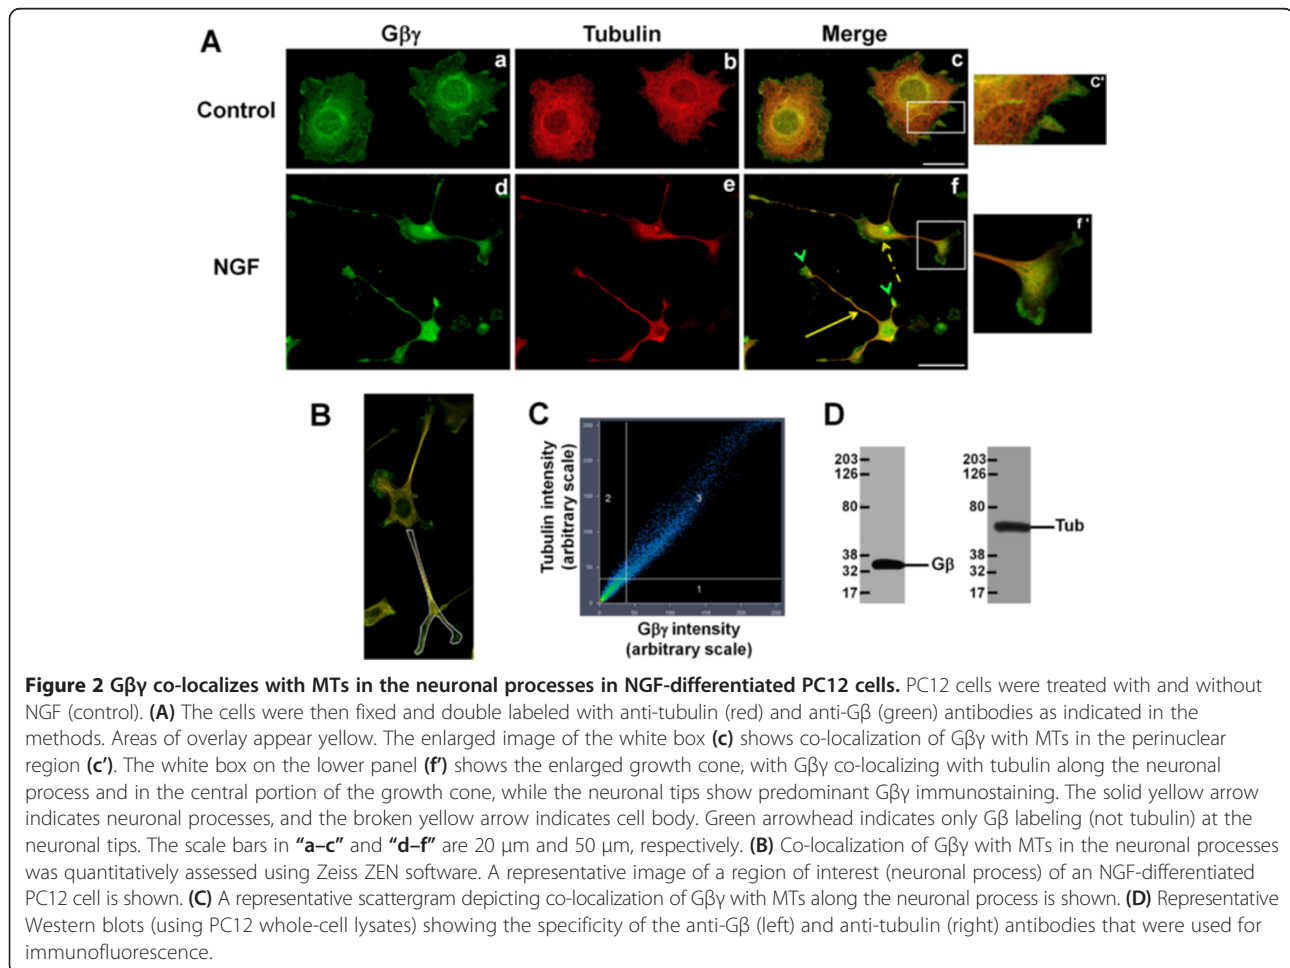 A
Gβγ
Tubulin
Merge
Control
a
b
c
c'
NGF
d
e
f
f'
B
C
D
Tubulin intensity
(arbitrary scale)
250
200
150
100
50
0
2
3
1
0
50
100
150
200
250
Gβγ intensity
(arbitrary scale)
203
126
80
38
32
17
Gβ
203
126
80
38
32
17
Tub
Figure 2 Gβγ co-localizes with MTs in the neuronal processes in NGF-differentiated PC12 cells. PC12 cells were treated with and without
NGF (control). (A) The cells were then fixed and double labeled with anti-tubulin (red) and anti-Gβ (green) antibodies as indicated in the
methods. Areas of overlay appear yellow. The enlarged image of the white box (c) shows co-localization of Gβγ with MTs in the perinuclear
region (c’). The white box on the lower panel (f’) shows the enlarged growth cone, with Gβγ co-localizing with tubulin along the neuronal
process and in the central portion of the growth cone, while the neuronal tips show predominant Gβγ immunostaining. The solid yellow arrow
indicates neuronal processes, and the broken yellow arrow indicates cell body. Green arrowhead indicates only Gβ labeling (not tubulin) at the
neuronal tips. The scale bars in “a–c” and “d–f” are 20 μm and 50 μm, respectively. (B) Co-localization of Gβγ with MTs in the neuronal processes
was quantitatively assessed using Zeiss ZEN software. A representative image of a region of interest (neuronal process) of an NGF-differentiated
PC12 cell is shown. (C) A representative scattergram depicting co-localization of Gβγ with MTs along the neuronal process is shown. (D) Representative
Western blots (using PC12 whole-cell lysates) showing the specificity of the anti-Gβ (left) and anti-tubulin (right) antibodies that were used for
immunofluorescence.